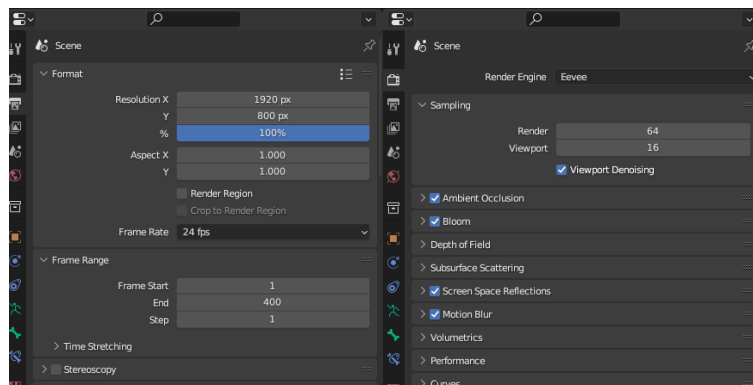 Scene
Format
Resolution X 1920 px
Y 800 px
% 100%
Aspect X 1.000
Y 1.000
Render Region
Crop to Render Region
Frame Rate 24 fps
Frame Range
Frame Start 1
End 400
Step 1
Time Stretching
Stereoscopy
Scene
Render Engine Eevee
Sampling
Render 64
Viewport 16
Viewport Denoising
Ambient Occlusion
Bloom
Depth of Field
Subsurface Scattering
Screen Space Reflections
Motion Blur
Volumetrics
Performance
Curves